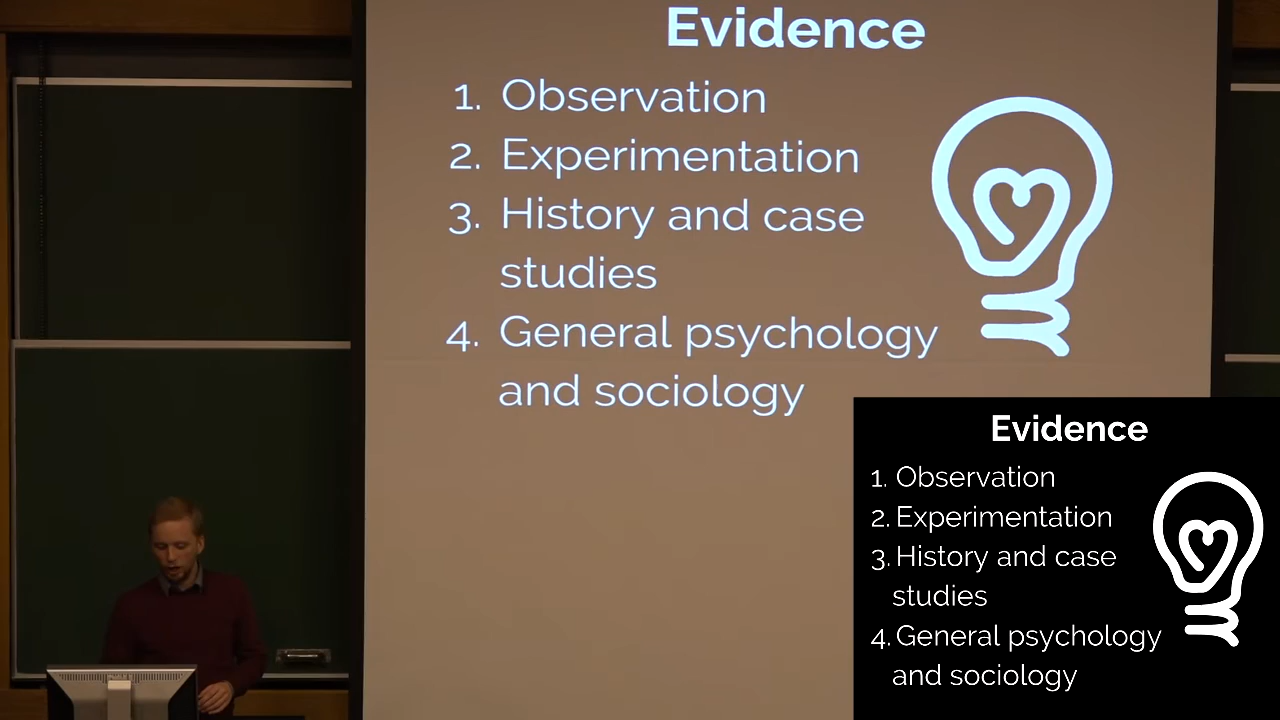 Evidence
1. Observation
2. Experimentation
3. History and case
studies
4. General psychology
and sociology
Evidence
1. Observation
2. Experimentation
3. History and case
studies
4. General psychology
and sociology